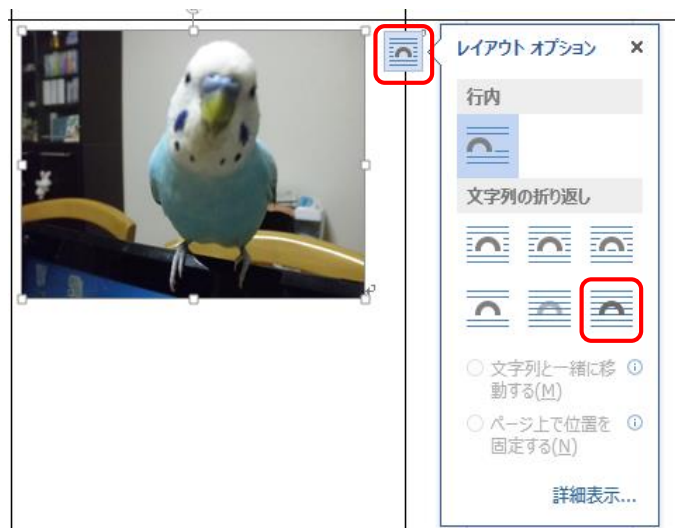 レイアウト オプション
行内
文字列の折り返し
文字列と一緒に移
動する(M)
ページ上で位置を
固定する(N)
詳細表示...